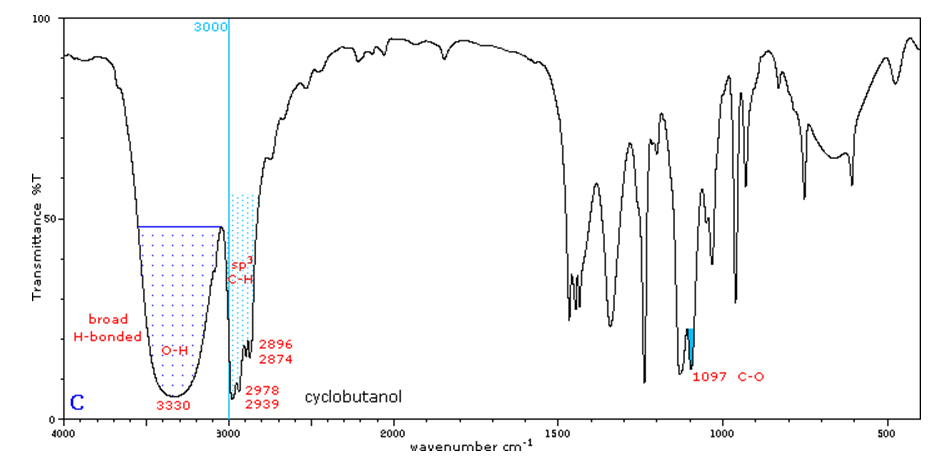 100
3000
Transmittance %T
50
sp3
C-H
broad
H-bonded
O-H
2896
2874
2978
2939
C
3330
cyclobutanol
1097 C-O
0
4000
3000
2000
1500
1000
500
wavenumber cm-1